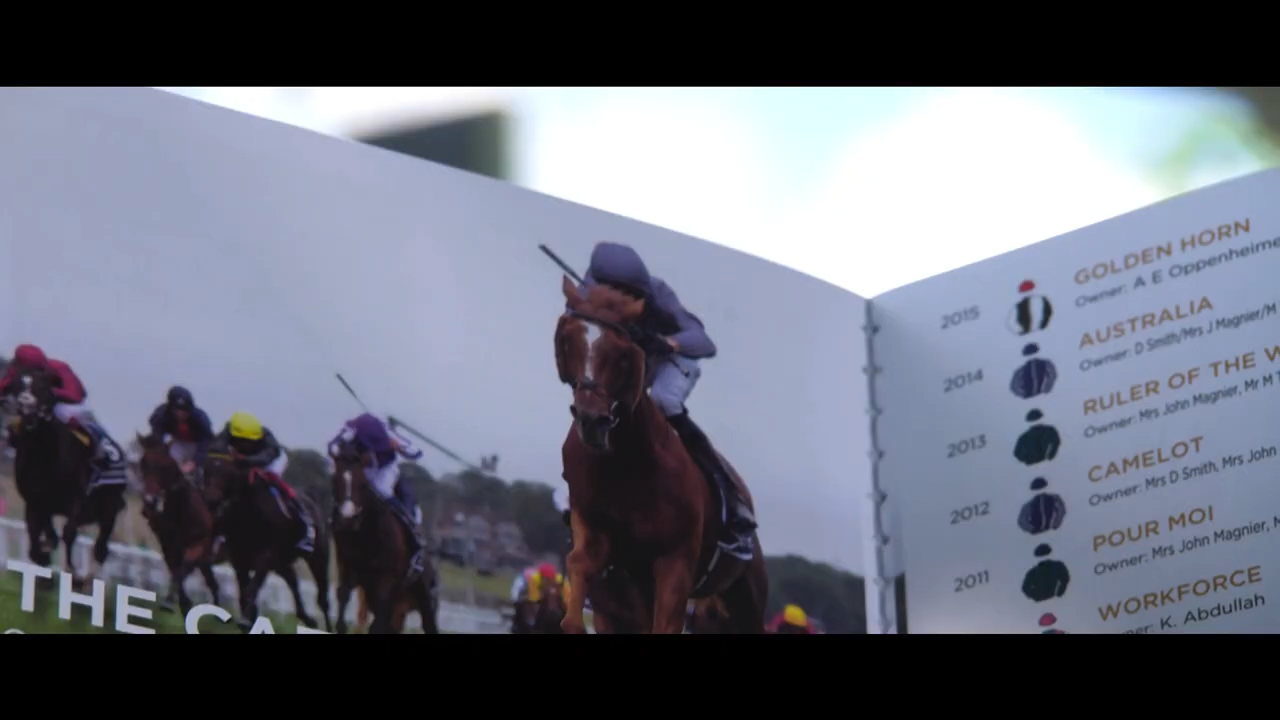 THE
2015
GOLDEN HORN
Owner: A E Oppenheime
2014
AUSTRALIA
Owner: D Smith/Mrs J Magnier/M
2013
RULER OF THE W
Owner: Mrs John Magnier, Mr M T
2012
CAMELOT
Owner: Mrs D Smith, Mrs John
2011
POUR MOI
Owner: Mrs John Magnier, M
WORKFORCE
ner: K. Abdullah